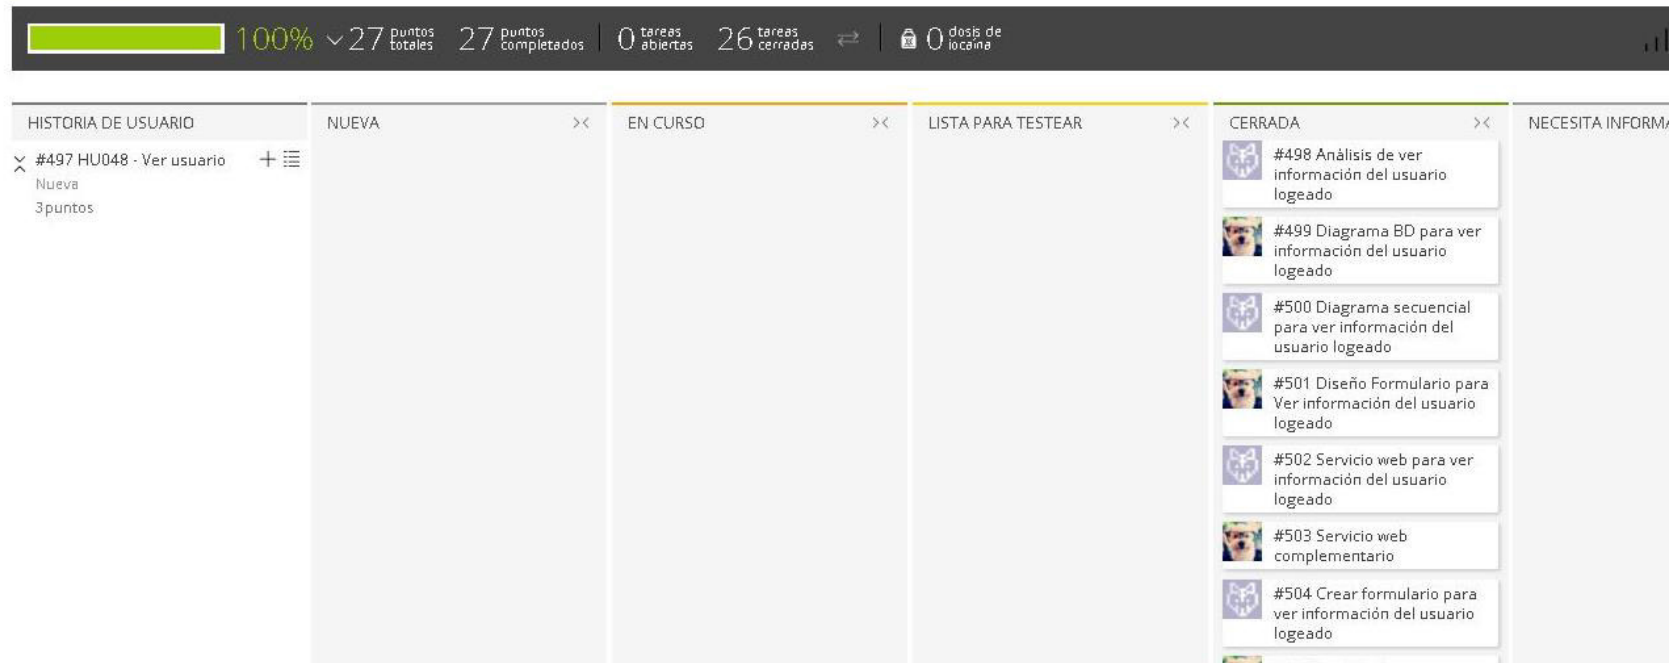 100% 27 puntos totales 27 puntos completados 0 tareas abiertas 26 tareas cerradas 0 dosis de iocaína
HISTORIA DE USUARIO NUEVA EN CURSO LISTA PARA TESTEAR CERRADA NECESITA INFORMA
#497 HU048 - Ver usuario
Nueva
3 puntos
#498 Análisis de ver
información del usuario
logeado
#499 Diagrama BD para ver
información del usuario
logeado
#500 Diagrama secuencial
para ver información del
usuario logeado
#501 Diseño Formulario para
Ver información del usuario
logeado
#502 Servicio web para ver
información del usuario
logeado
#503 Servicio web
complementario
#504 Crear formulario para
ver información del usuario
logeado